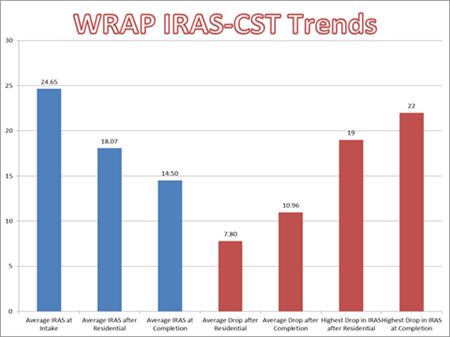 WRAP IRAS-CST Trends
30
25
20
15
10
5
0
24.65
18.07
14.50
7.80
10.96
19
22
Average IRAS at
Intake
Average IRAS after
Residential
Average IRAS at
Completion
Average Drop after
Residential
Average Drop after
Completion
Highest Drop in IRAS
after Residential
Highest Drop in IRAS
at Completion